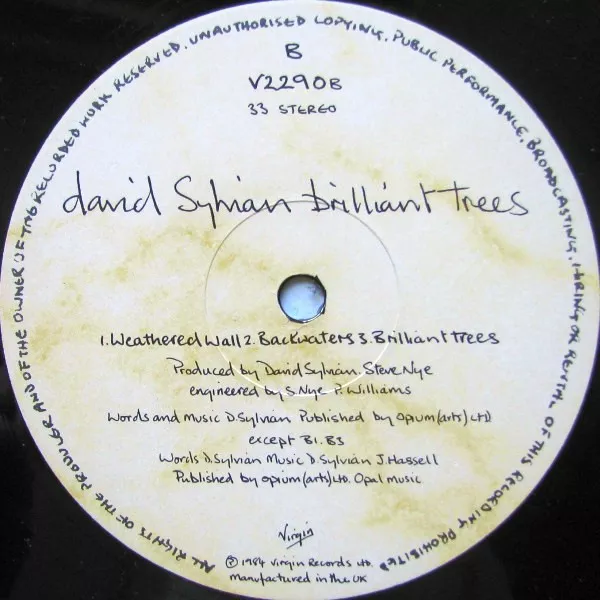 B
V2290B
33 STEREO
david Sylvian brilliant trees
1. Weathered Wall 2. Backwaters 3. Brilliant trees
Produced by David Sylvian. Steve Nye
engineered by S. Nye P. Williams
Words and Music D. Sylvian Published by Opium (arts) LTD
except B1. B3
Words D. Sylvian Music D. Sylvian J. Hassell
Published by opium (arts) LTD. Opal Music
Virgin
℗ 1984 Virgin Records LTD.
manufactured in the UK
ALL RIGHTS OF THE PRODUCER AND OF THE OWNER OF THE RECORDED WORK RESERVED. UNAUTHORISED COPYING, PUBLIC PERFORMANCE, BROADCASTING, HIRING OR RENTAL OF THIS RECORDING PROHIBITED